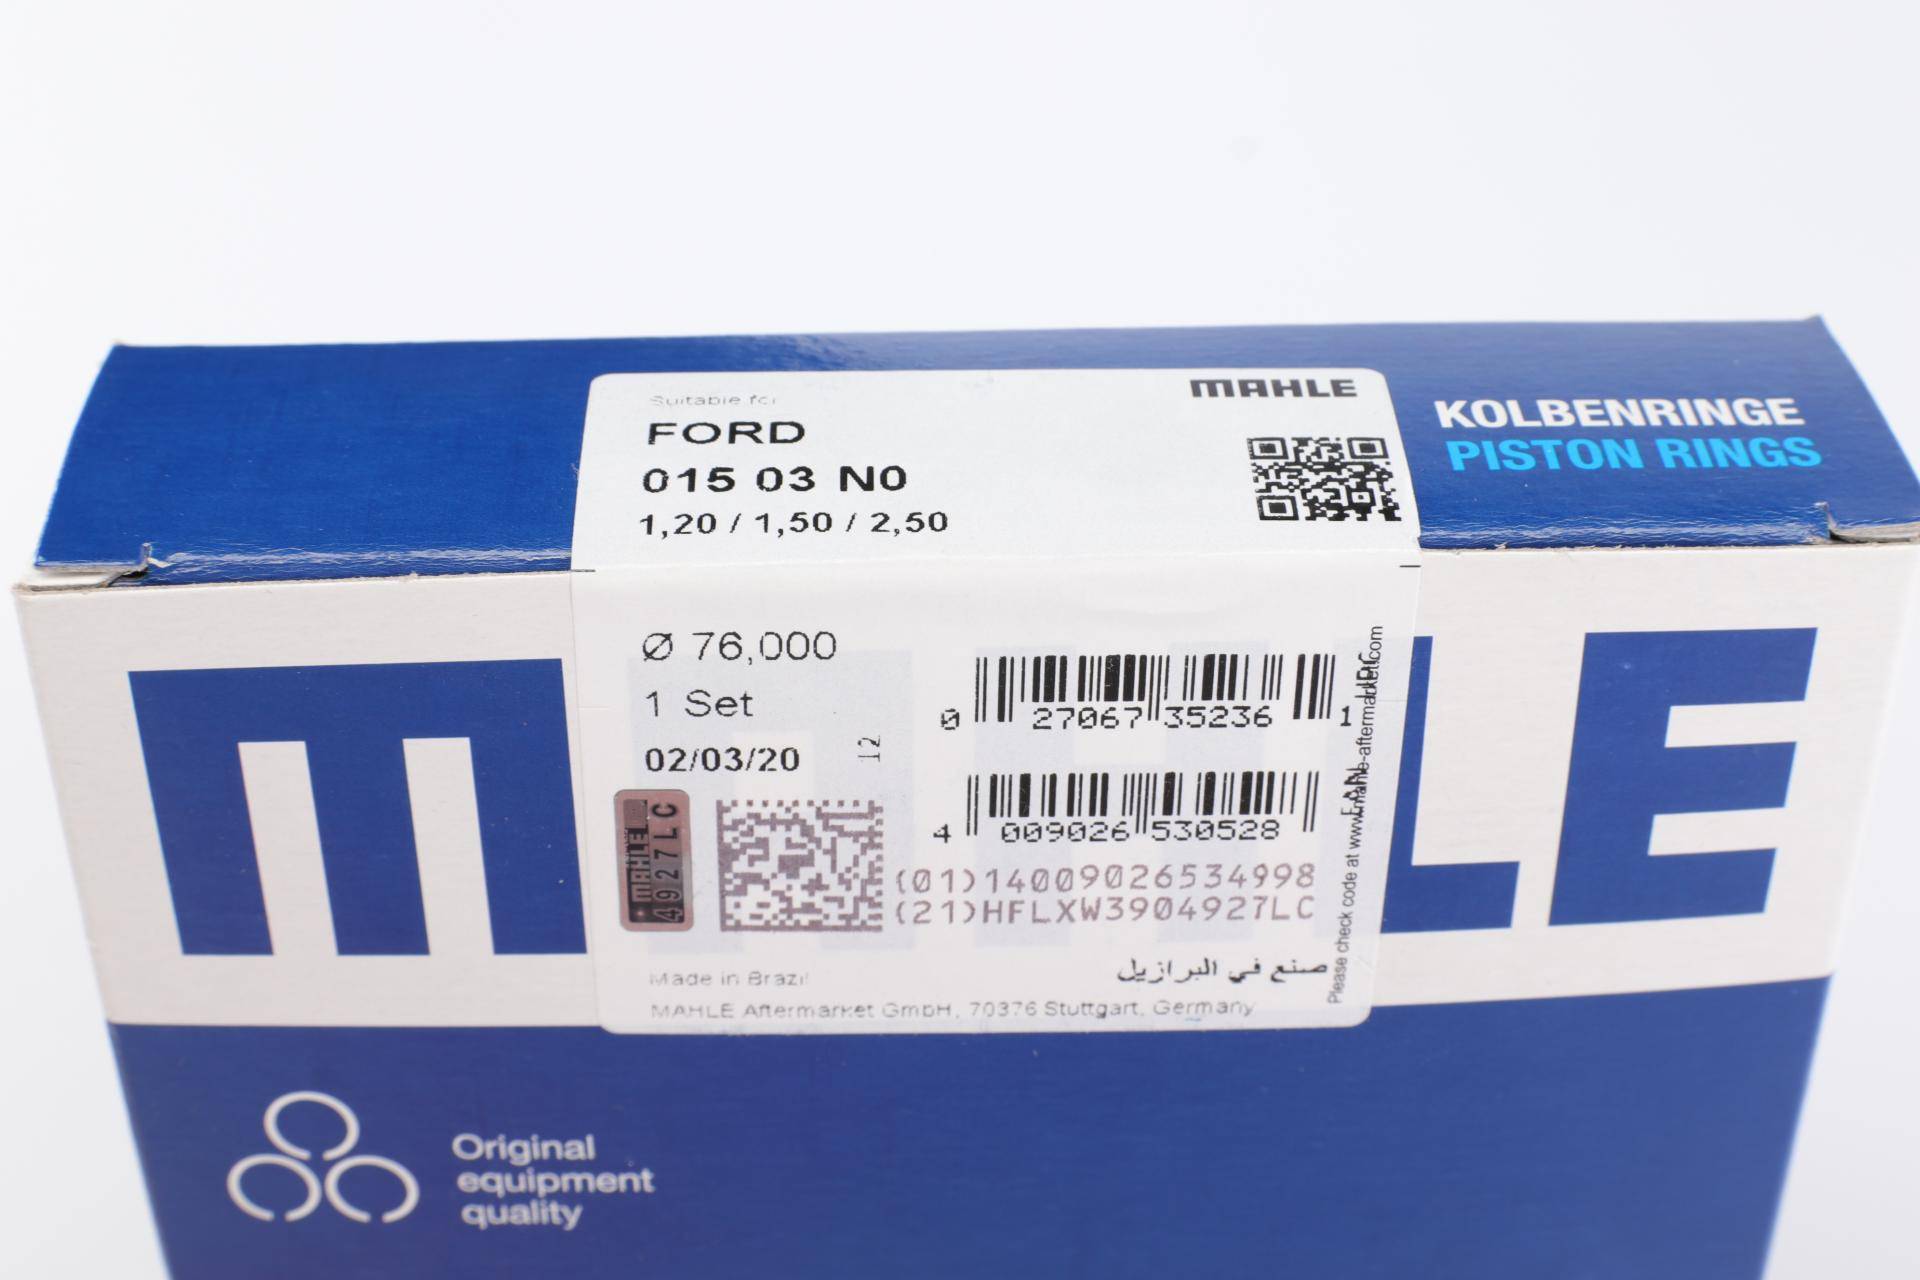 Suitable for
MAHLE
FORD
015 03 N0
1,20 / 1,50 / 2,50
KOLBENRINGE
PISTON RINGS
Ø 76,000
1 Set
02/03/20
12
0 27067 35236 1
UPC
4 009026 530528
EAN
(01)14009026534998
(21)HFLXW3904927LC
MAHLE
4927LC
Please check code at www.mahle-aftermarket.com
Made in Brazil
صنع في البرازيل
MAHLE Aftermarket GmbH, 70376 Stuttgart, Germany
MAHLE
Original
equipment
quality